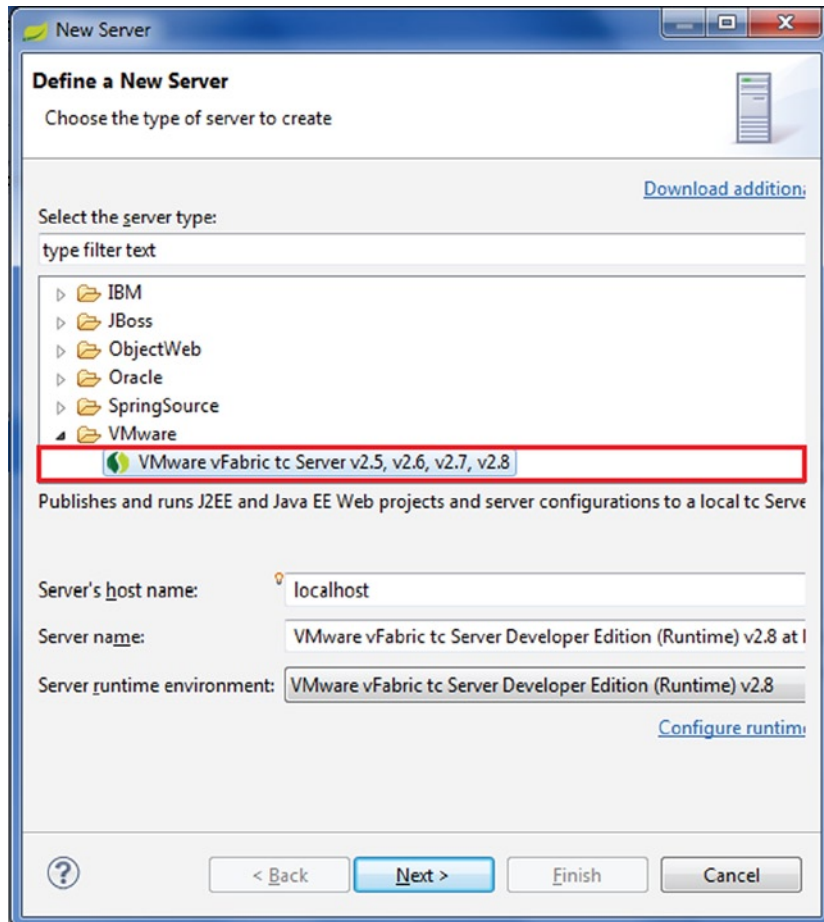 New Server
Define a New Server
Choose the type of server to create
Download additiona
Select the server type:
type filter text
IBM
JBoss
ObjectWeb
Oracle
SpringSource
VMware
VMware vFabric tc Server v2.5, v2.6, v2.7, v2.8
Publishes and runs J2EE and Java EE Web projects and server configurations to a local tc Serve
Server's host name: localhost
Server name: VMware vFabric tc Server Developer Edition (Runtime) v2.8 at l
Server runtime environment: VMware vFabric tc Server Developer Edition (Runtime) v2.8
Configure runtime
? < Back Next > Finish Cancel